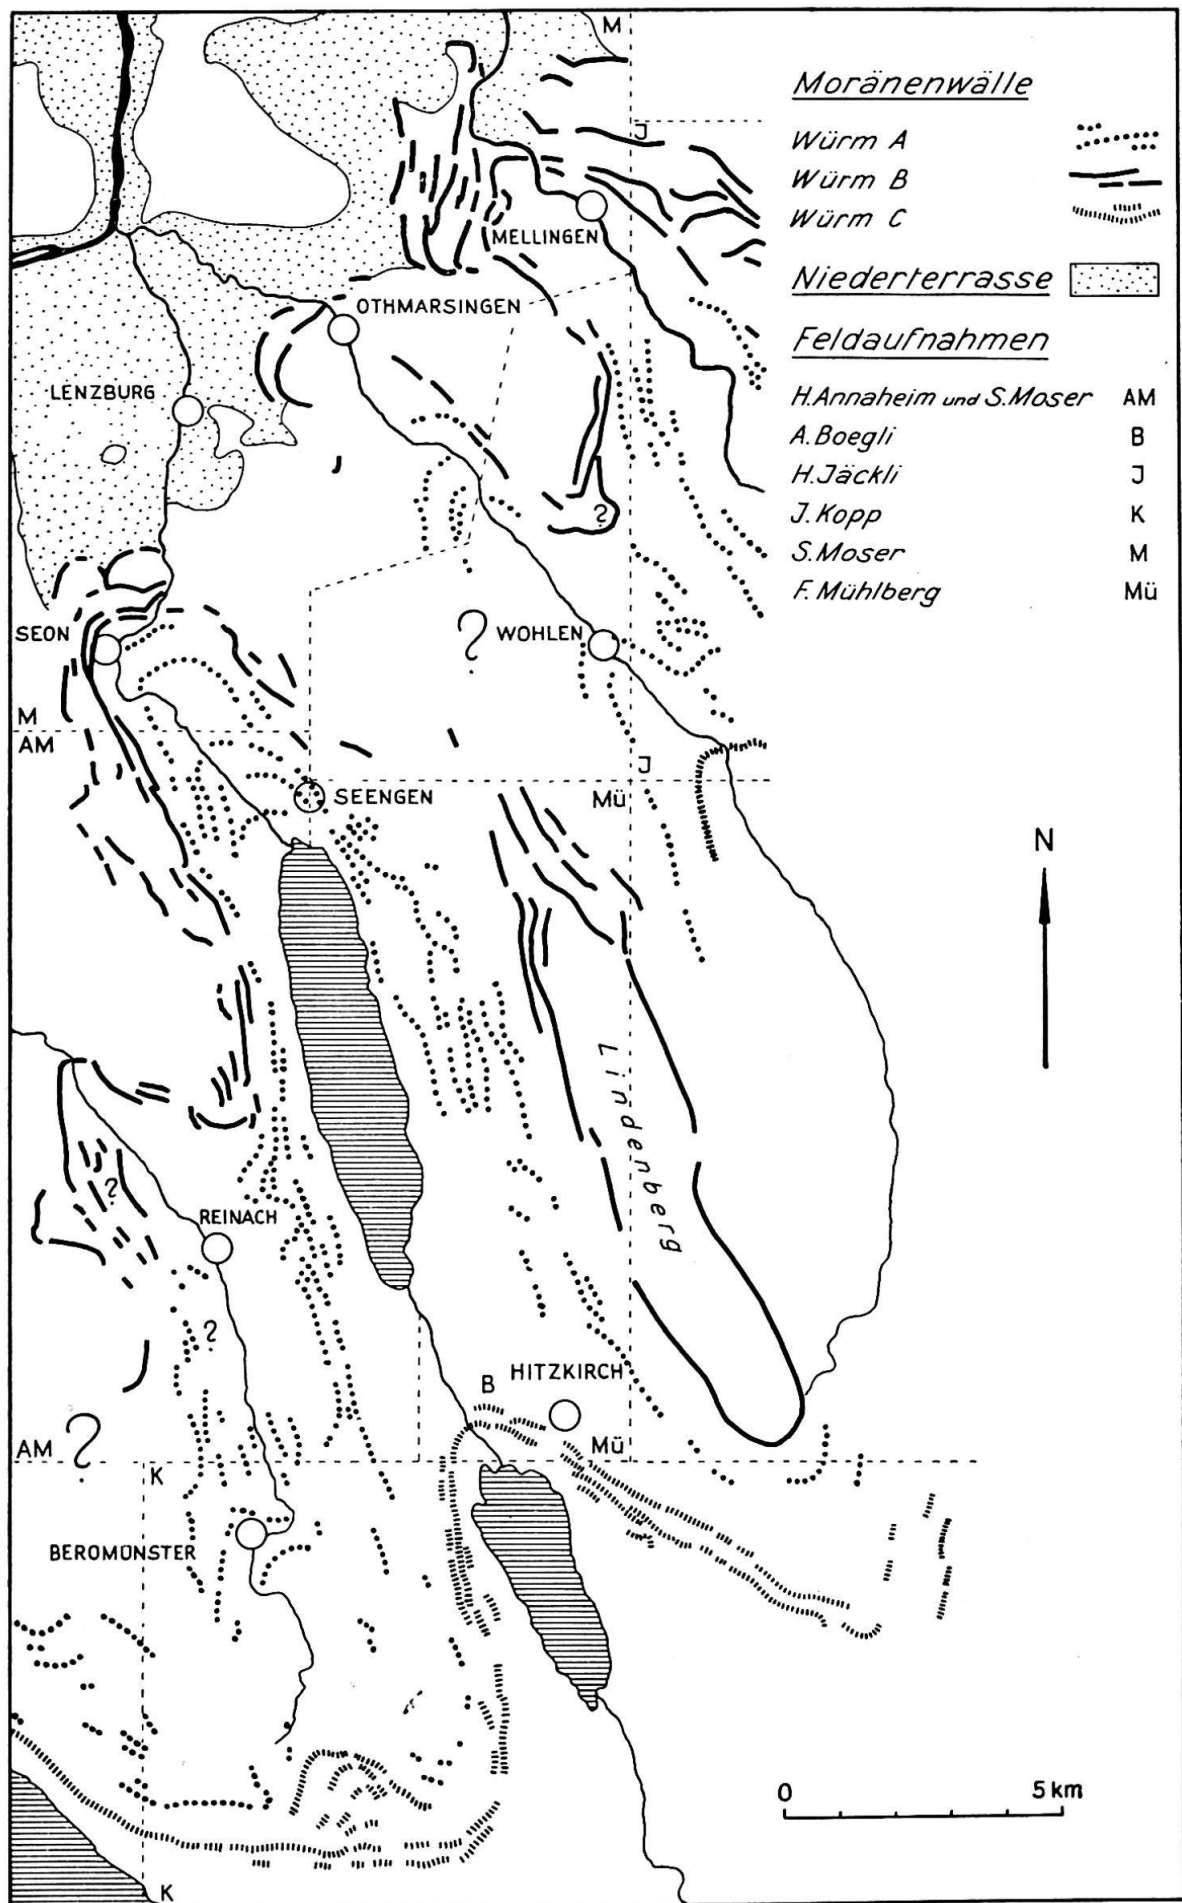 M
Moränenwälle
J
Würm A
Würm B
Würm C
MELLINGEN
Niederterrasse
OTHMARSINGEN
Feldaufnahmen
LENZBURG
H.Annaheim und S.Moser AM
A.Boegli B
H.Jäckli J
J.Kopp K
S.Moser M
F.Mühlberg Mü
?
SEON
? WOHLEN
M
AM
J
SEENGEN
Mü
N
Lindenberg
?
REINACH
?
B
HITZKIRCH
AM ?
Mü
K
BEROMÜNSTER
0 5 km
K